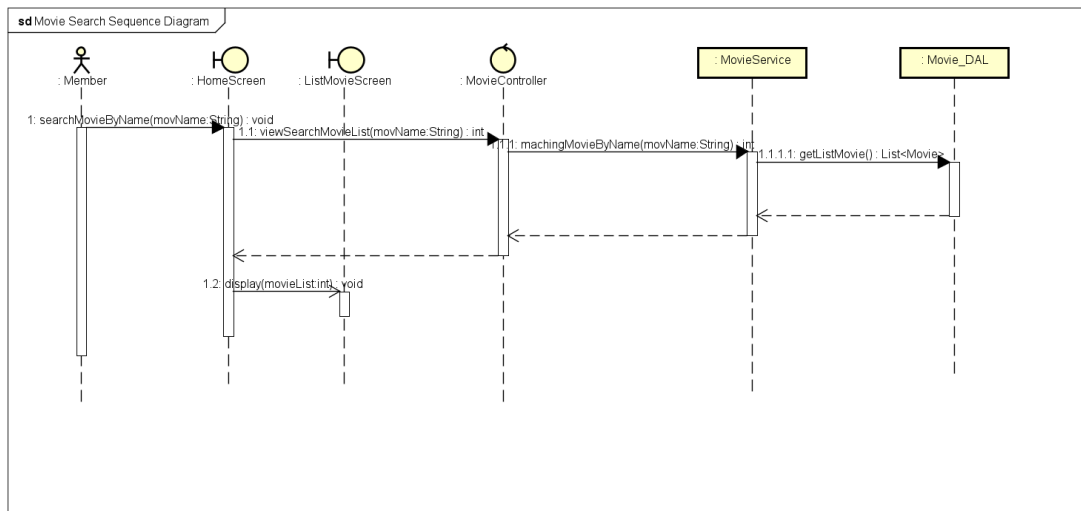 sd Movie Search Sequence Diagram
: Member
: HomeScreen
: ListMovieScreen
: MovieController
: MovieService
: Movie_DAL
1: searchMovieByName(movName:String) : void
1.1: viewSearchMovieList(movName:String) : int
1.1.1: machingMovieByName(movName:String) : int
1.1.1.1: getListMovie() : List<Movie>
1.2: display(movieList:int) : void